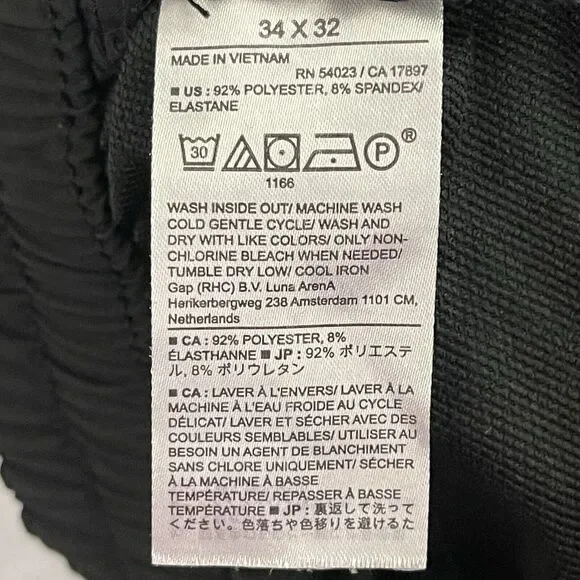 34 X 32
MADE IN VIETNAM
RN 54023 / CA 17897
■ US : 92% POLYESTER, 8% SPANDEX/
ELASTANE
30 P ®
1166
WASH INSIDE OUT/ MACHINE WASH
COLD GENTLE CYCLE/ WASH AND
DRY WITH LIKE COLORS/ ONLY NON-
CHLORINE BLEACH WHEN NEEDED/
TUMBLE DRY LOW/ COOL IRON
Gap (RHC) B.V. Luna ArenA
Herikerbergweg 238 Amsterdam 1101 CM,
Netherlands
■ CA : 92% POLYESTER, 8%
ÉLASTHANNE ■ JP : 92% ポリエステ
ル, 8% ポリウレタン
■ CA : LAVER À L'ENVERS/ LAVER À LA
MACHINE À L'EAU FROIDE AU CYCLE
DÉLICAT/ LAVER ET SÉCHER AVEC DES
COULEURS SEMBLABLES/ UTILISER AU
BESOIN UN AGENT DE BLANCHIMENT
SANS CHLORE UNIQUEMENT/ SÉCHER
À LA MACHINE À BASSE
TEMPÉRATURE/ REPASSER À BASSE
TEMPÉRATURE ■ JP : 裏返して洗って
ください. 色落ちや色移りを避けるた